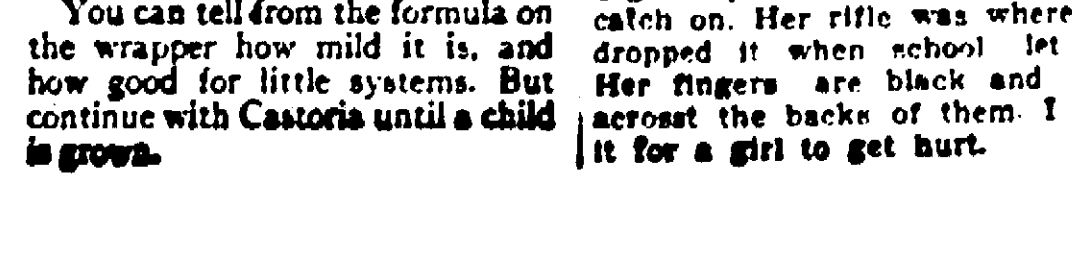 You can tell from the formula on
the wrapper how mild it is, and
how good for little systems. But
continue with Castoria until a child
is grown.
catch on. Her rifle was where
dropped it when school let
Her fingers are black and
acrosst the backs of them. I
it for a girl to get hurt.